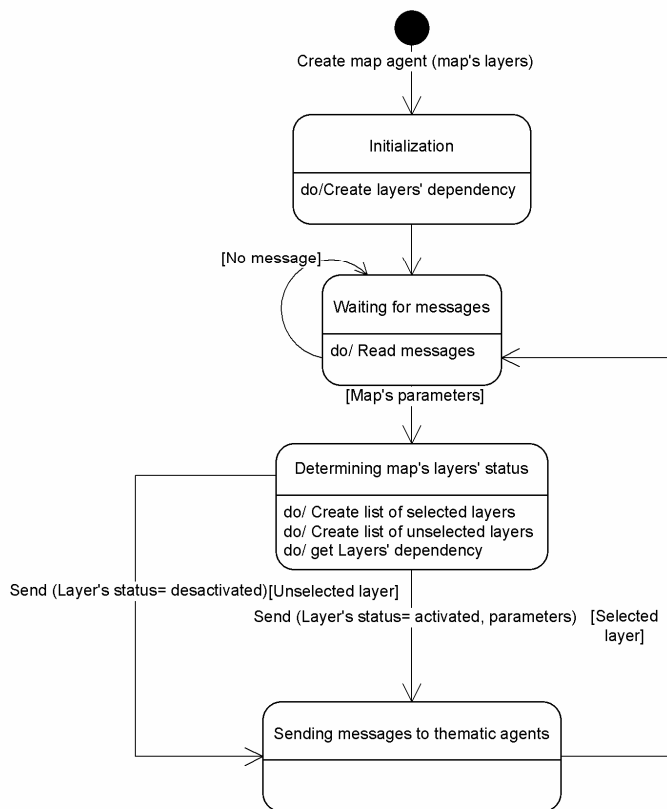 Create map agent (map's layers)
Initialization
do/Create layers' dependency
[No message]
Waiting for messages
do/ Read messages
[Map's parameters]
Determining map's layers' status
do/ Create list of selected layers
do/ Create list of unselected layers
do/ get Layers' dependency
Send (Layer's status= desactivated)[Unselected layer]
Send (Layer's status= activated, parameters) [Selected
layer]
Sending messages to thematic agents